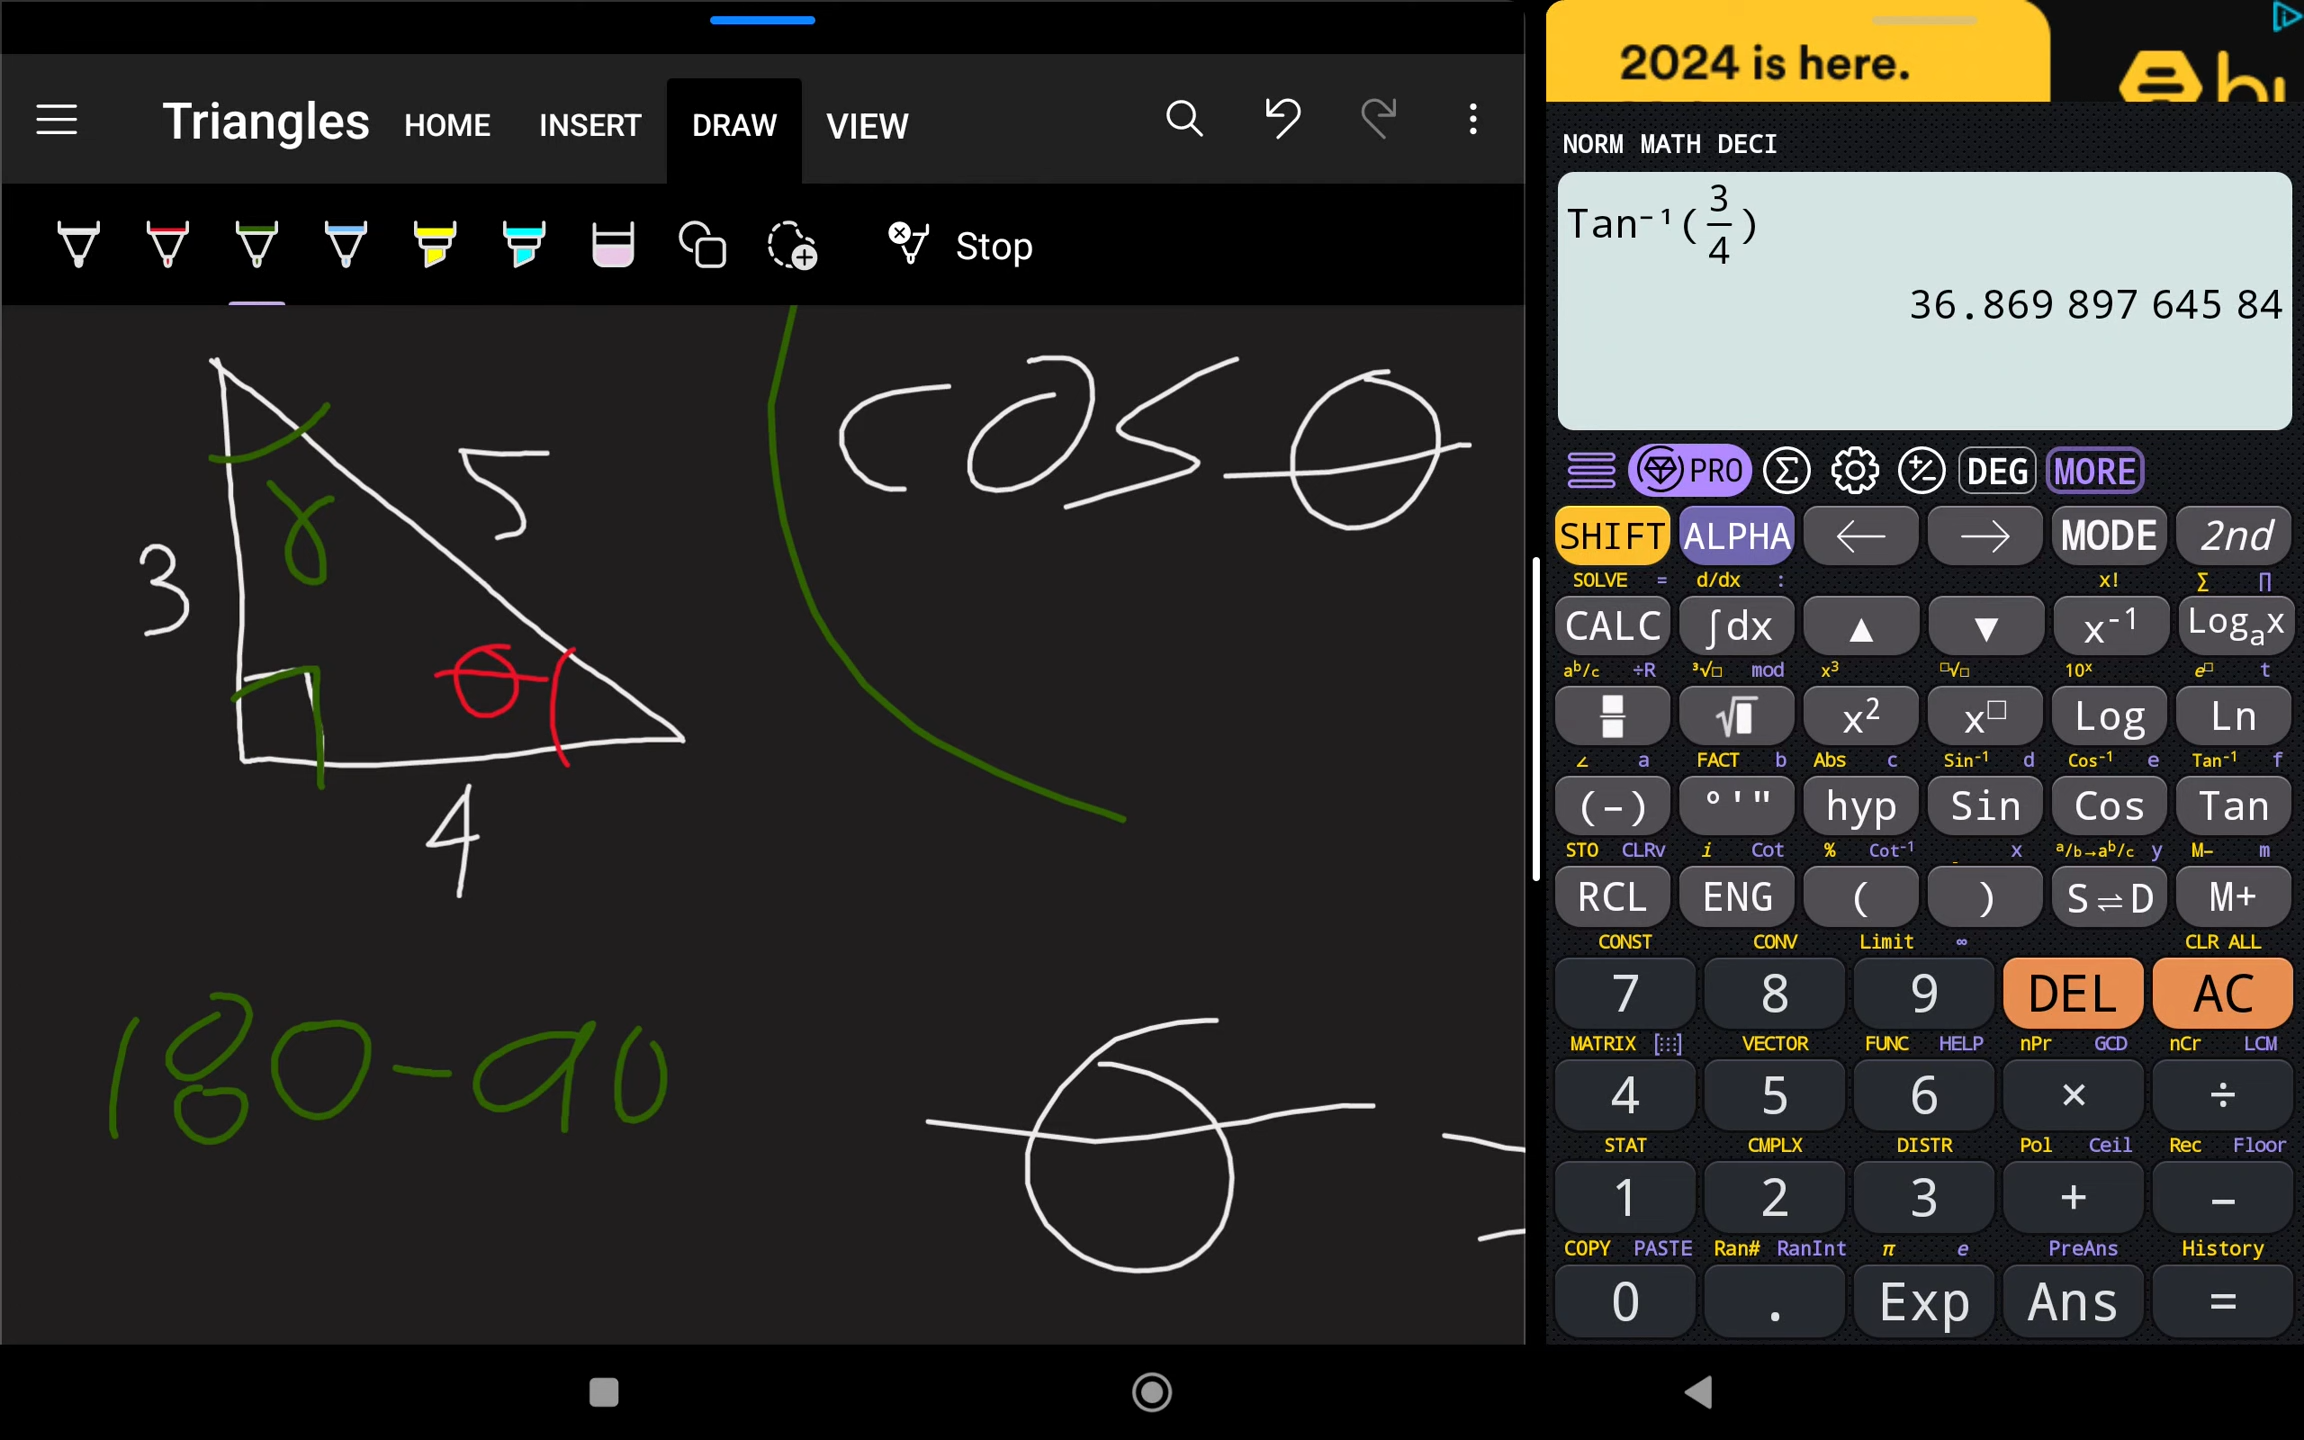 2024 is here.
Triangles HOME INSERT DRAW VIEW
Stop
NORM MATH DECI
Tan⁻¹(3/4)
36.869 897 645 84
PRO Σ DEG MORE
SHIFT ALPHA ← → MODE 2nd
SOLVE = d/dx : x! Σ ∏
CALC ∫dx ▲ ▼ x⁻¹ Logₐx
aᵇ/c ÷R ³√□ mod x³ □√□ 10ˣ e□ t
√ x² x□ Log Ln
∠ a FACT b Abs c Sin⁻¹ d Cos⁻¹ e Tan⁻¹ f
(−) °'" hyp Sin Cos Tan
STO CLRv i Cot % Cot⁻¹ x a/b→aᵇ/c y M− m
RCL ENG ( ) S⇌D M+
CONST CONV Limit ∞ CLR ALL
7 8 9 DEL AC
MATRIX VECTOR FUNC HELP nPr GCD nCr LCM
4 5 6 × ÷
STAT CMPLX DISTR Pol Ceil Rec Floor
1 2 3 + −
COPY PASTE Ran# RanInt π e PreAns History
0 . Exp Ans =
cos θ
5
γ
3
θ
4
180-90
θ